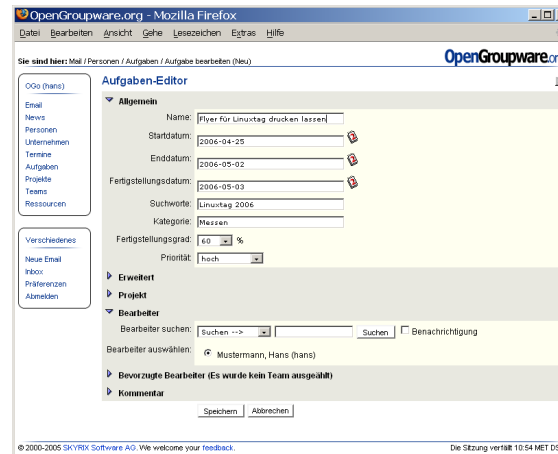 OpenGroupware.org - Mozilla Firefox
Datei Bearbeiten Ansicht Gehe Lesezeichen Extras Hilfe
Sie sind hier: Mail / Personen / Aufgaben / Aufgabe bearbeiten (Neu)
OpenGroupware.or
OGo (hans)
Email
News
Personen
Unternehmen
Termine
Aufgaben
Projekte
Teams
Ressourcen
Verschiedenes
Neue Email
Inbox
Präferenzen
Abmelden
Aufgaben-Editor
Allgemein
Name: Flyer für Linuxtag drucken lassen
Startdatum: 2006-04-25
Enddatum: 2006-05-02
Fertigstellungsdatum: 2006-05-03
Suchworte: Linuxtag 2006
Kategorie: Messen
Fertigstellungsgrad: 60 %
Priorität: hoch
Erweitert
Projekt
Bearbeiter
Bearbeiter suchen: Suchen --> Suchen Benachrichtigung
Bearbeiter auswählen: Mustermann, Hans (hans)
Bevorzugte Bearbeiter (Es wurde kein Team ausgeählt)
Kommentar
Speichern Abbrechen
© 2000-2005 SKYRIX Software AG. We welcome your feedback.
Die Sitzung verfällt 10:54 MET DS